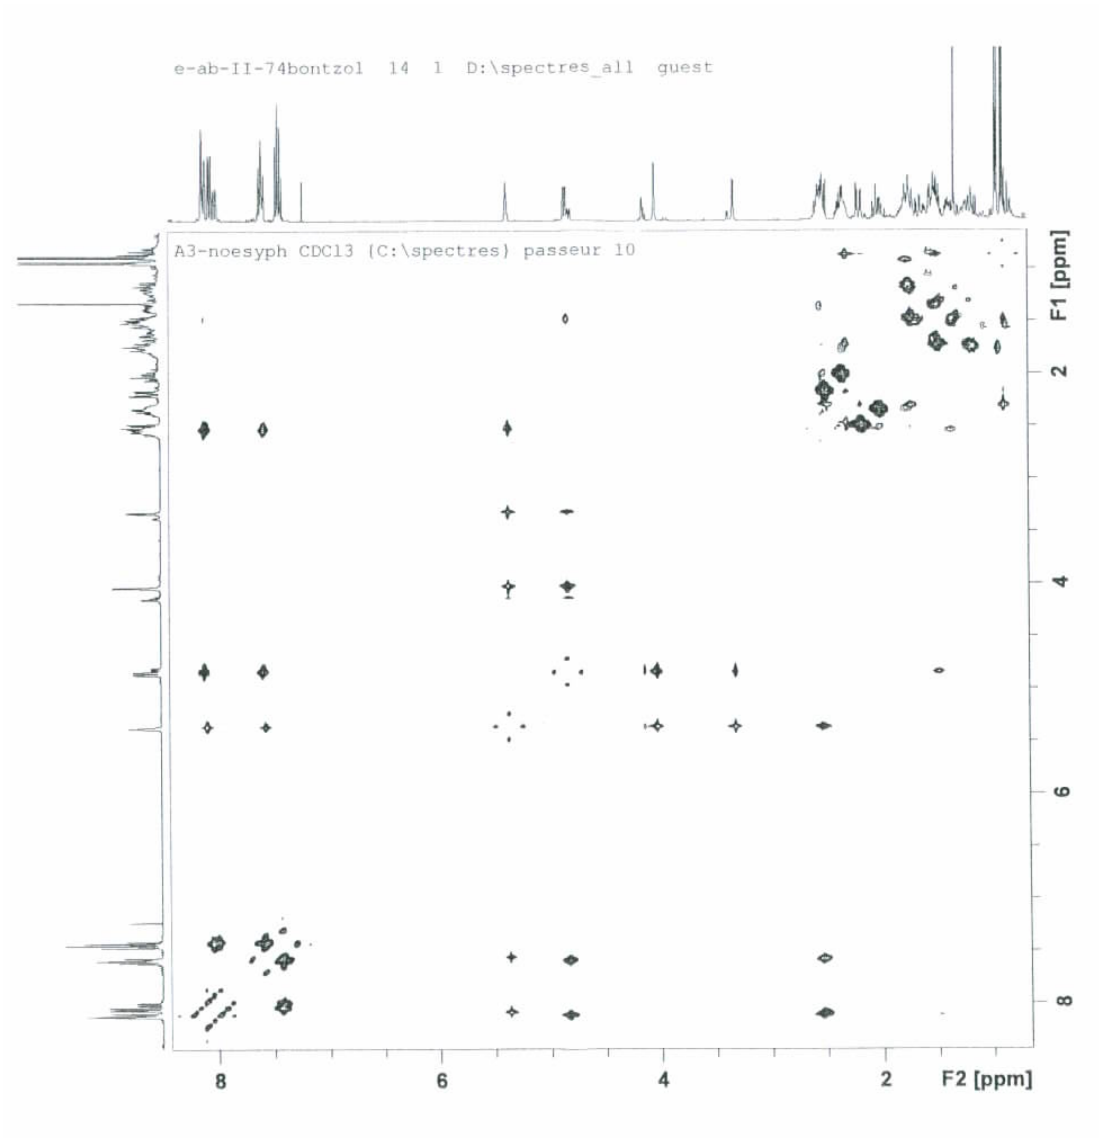 e-ab-II-74bontzol 14 1 D:\spectres_all guest
A3-noesyph CDCl3 (C:\spectres) passeur 10
F1 [ppm]
2
4
6
8
8 6 4 2 F2 [ppm]